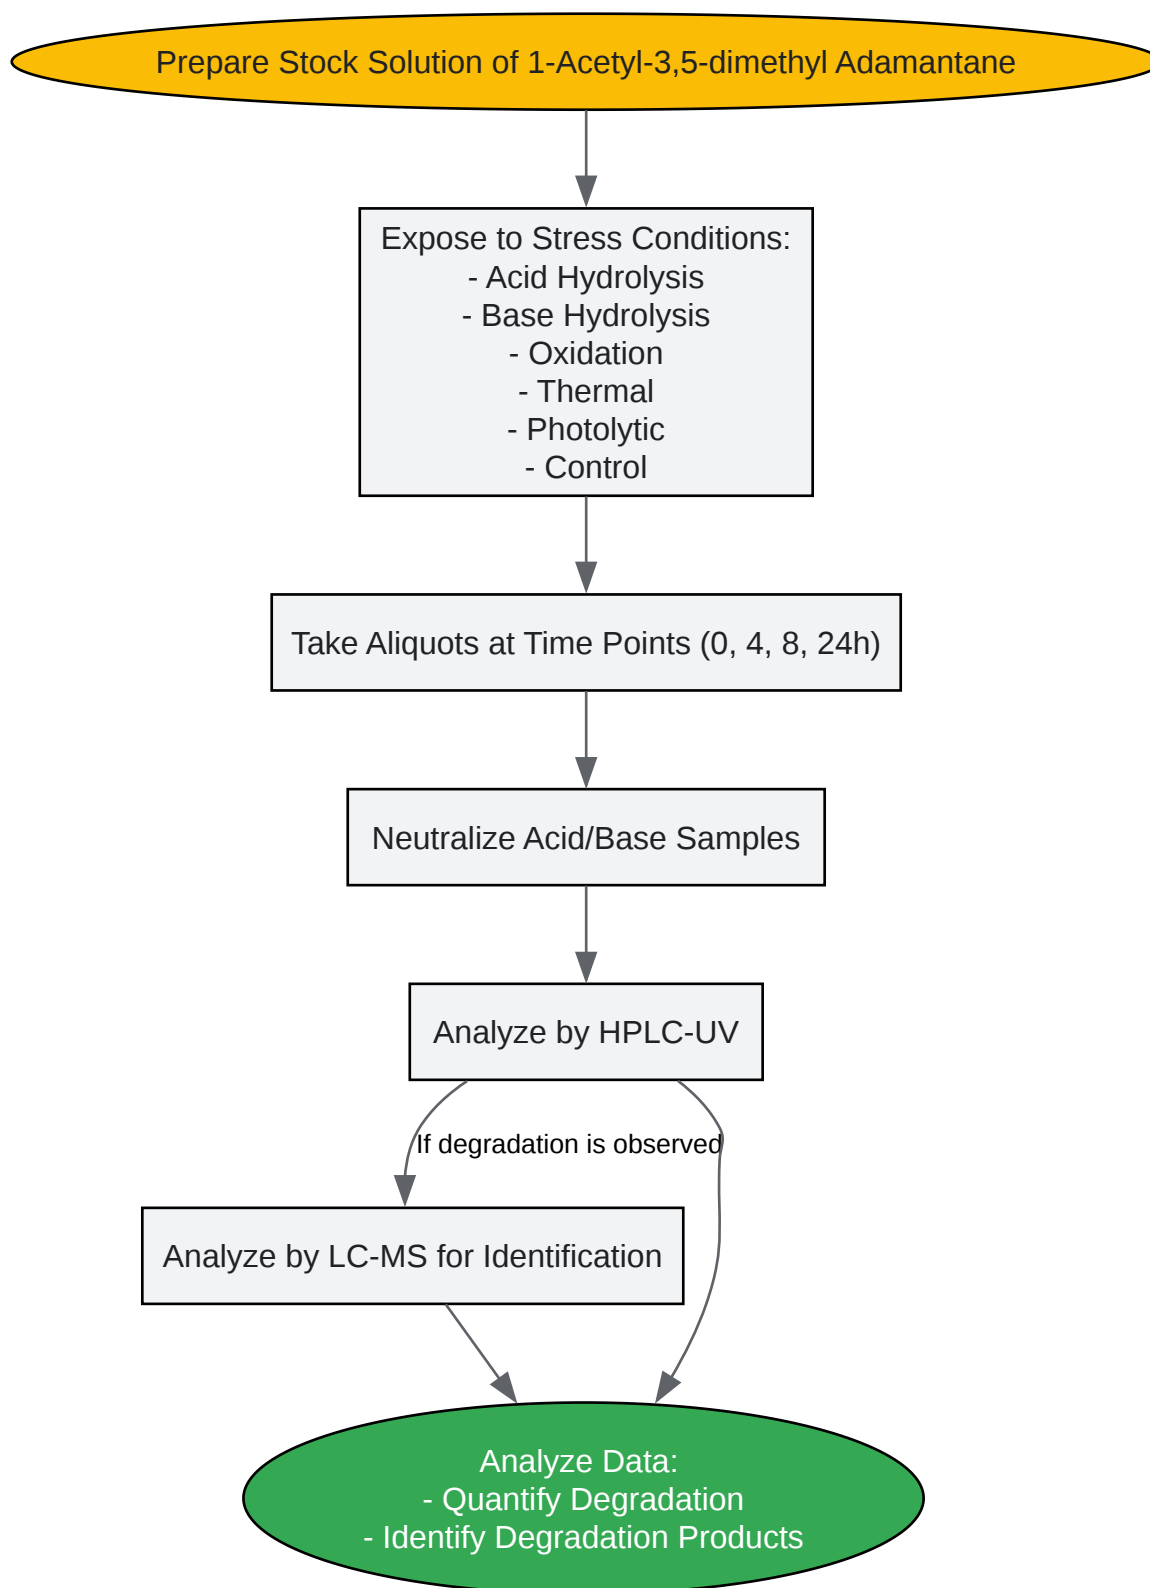 Prepare Stock Solution of 1-Acetyl-3,5-dimethyl Adamantane
Expose to Stress Conditions:
- Acid Hydrolysis
- Base Hydrolysis
- Oxidation
- Thermal
- Photolytic
- Control
Take Aliquots at Time Points (0, 4, 8, 24h)
Neutralize Acid/Base Samples
Analyze by HPLC-UV
If degradation is observed
Analyze by LC-MS for Identification
Analyze Data:
- Quantify Degradation
- Identify Degradation Products